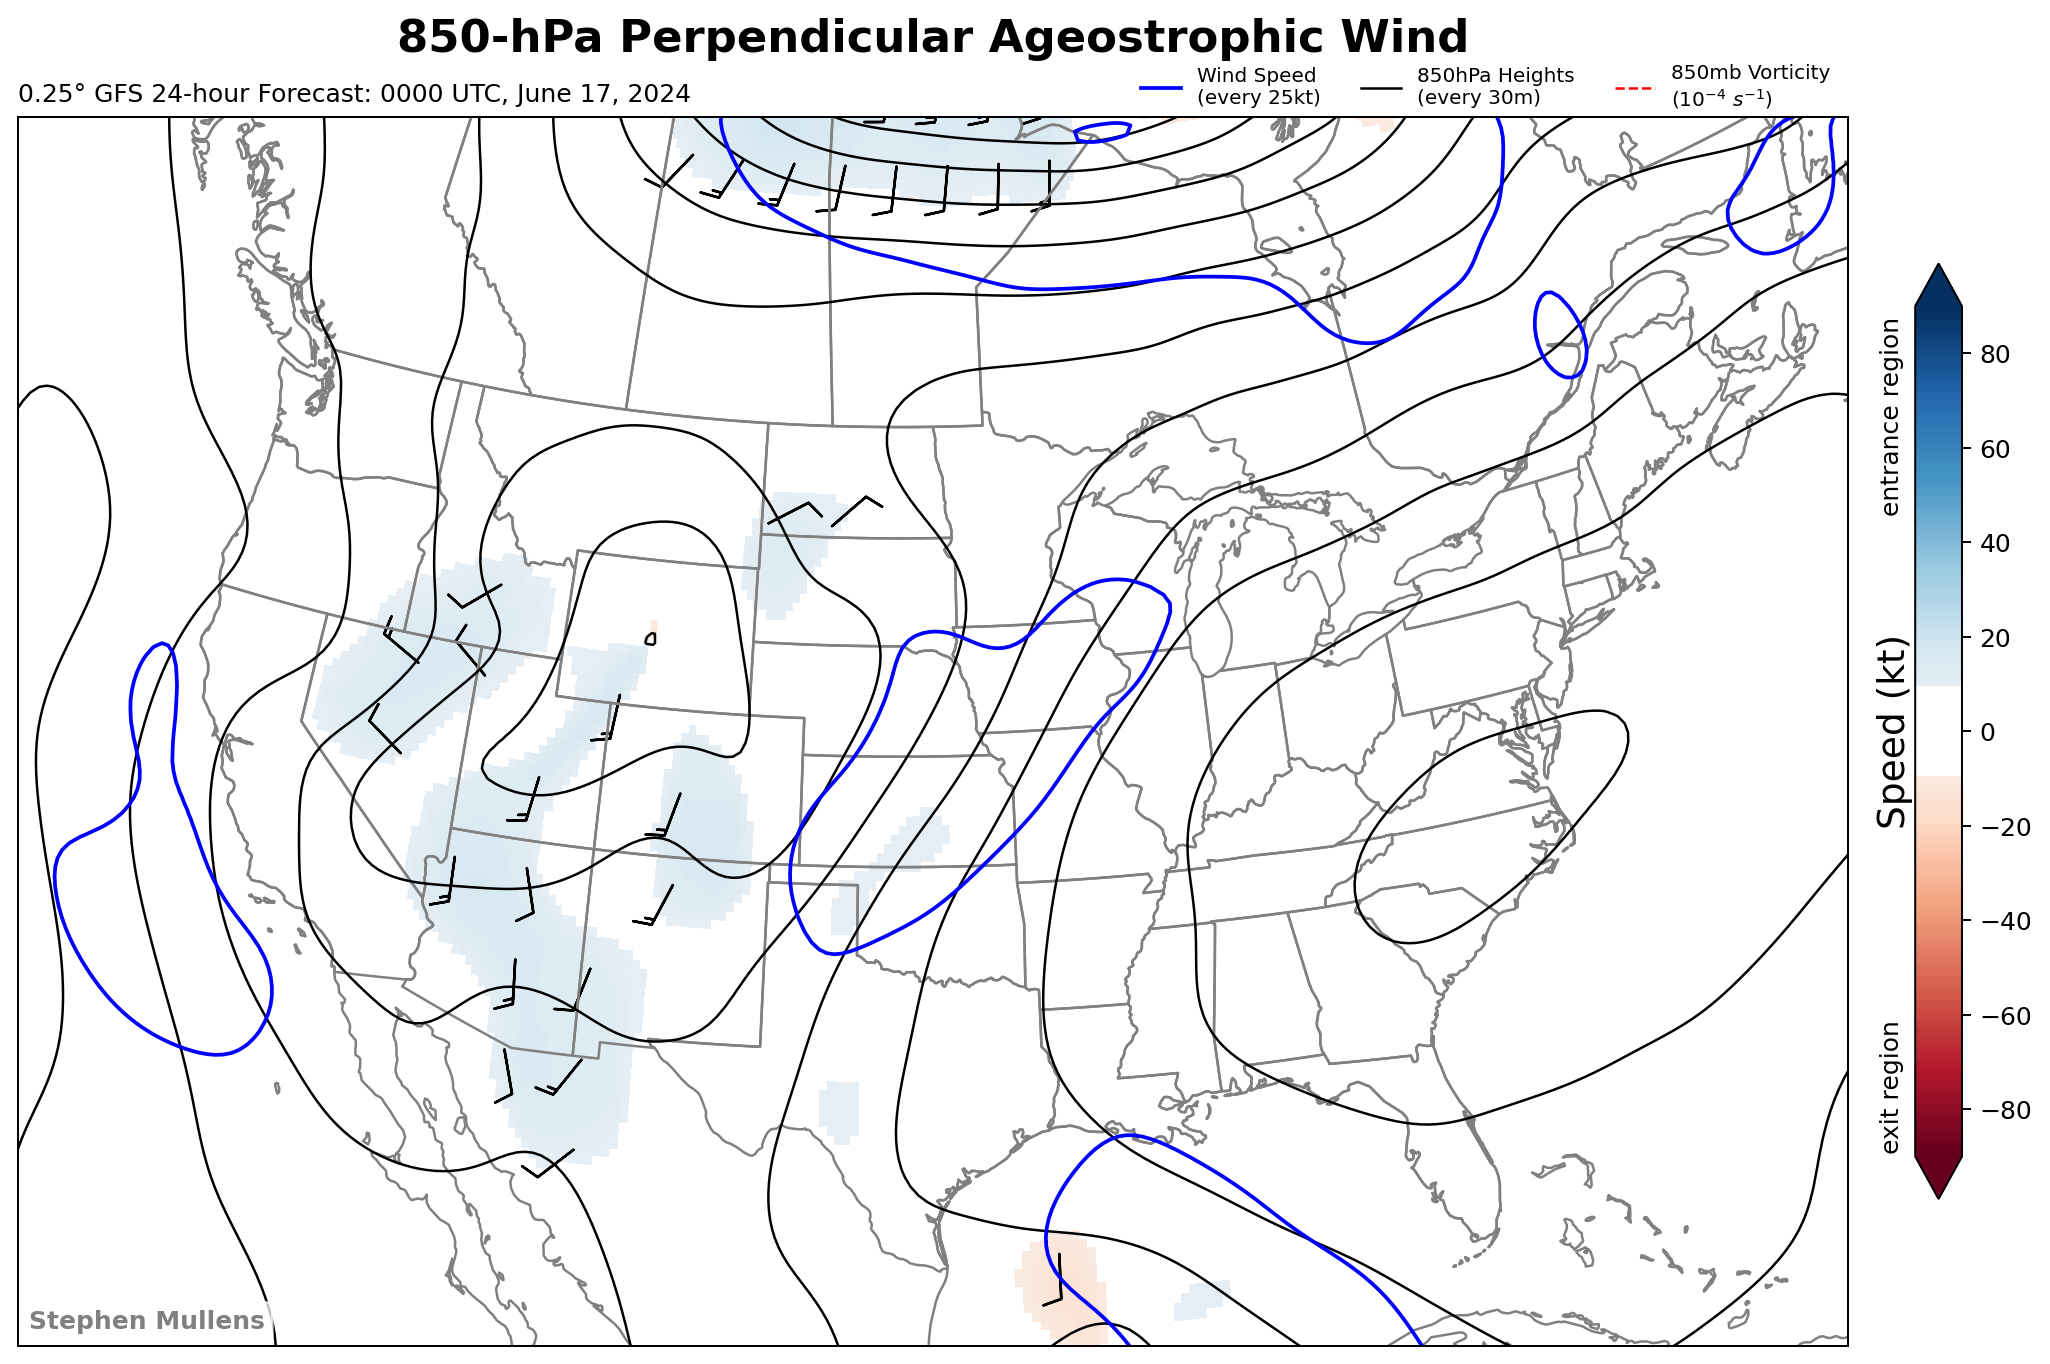 850-hPa Perpendicular Ageostrophic Wind
0.25° GFS 24-hour Forecast: 0000 UTC, June 17, 2024
Wind Speed
(every 25kt)
850hPa Heights
(every 30m)
850mb Vorticity
(10⁻⁴ s⁻¹)
entrance region
Speed (kt)
exit region
80
60
40
20
0
−20
−40
−60
−80
Stephen Mullens